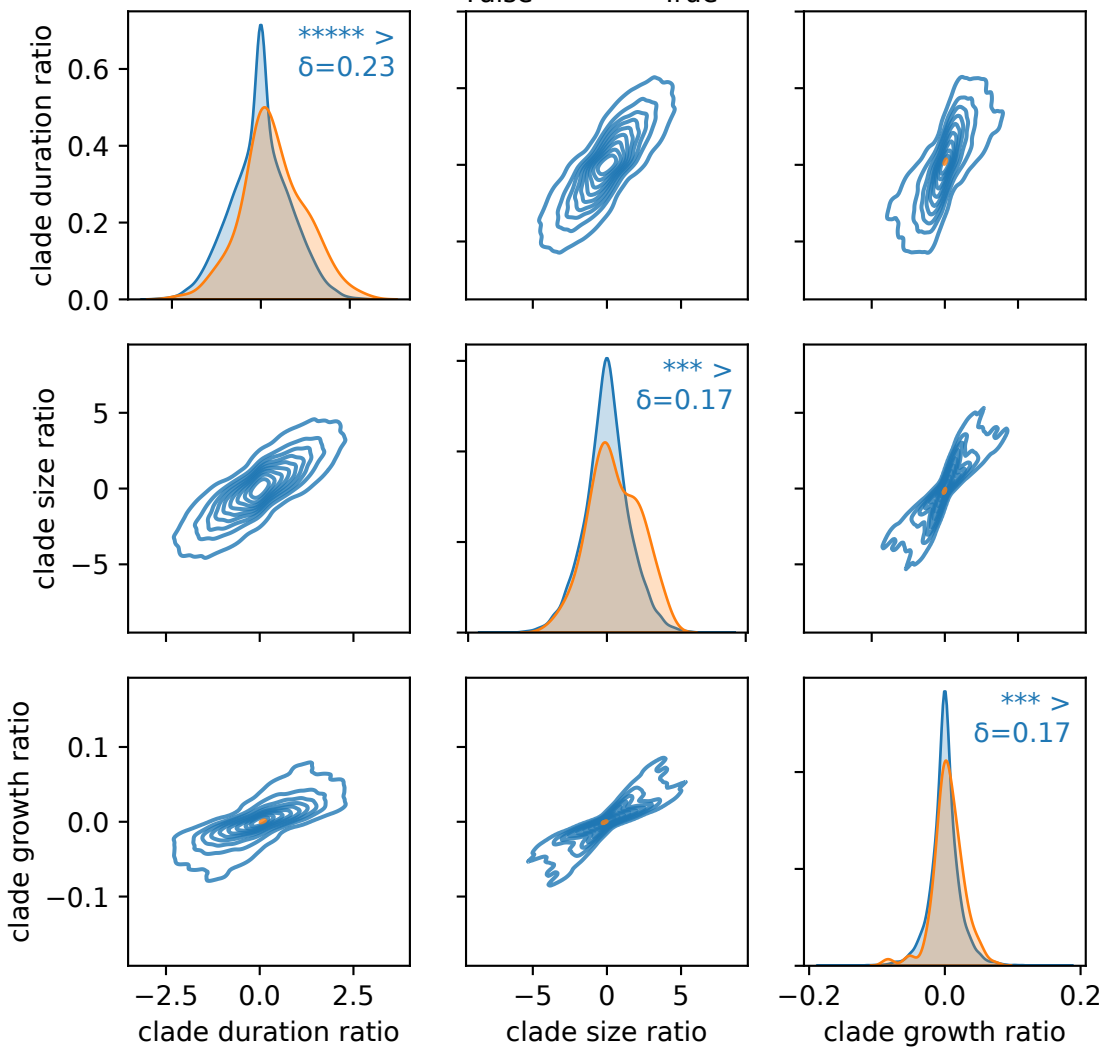 False True
clade duration ratio
0.6
0.4
0.2
0.0
***** >
δ=0.23
clade size ratio
5
0
−5
*** >
δ=0.17
clade growth ratio
0.1
0.0
−0.1
*** >
δ=0.17
−2.5 0.0 2.5
−5 0 5
−0.2 0.0 0.2
clade duration ratio
clade size ratio
clade growth ratio